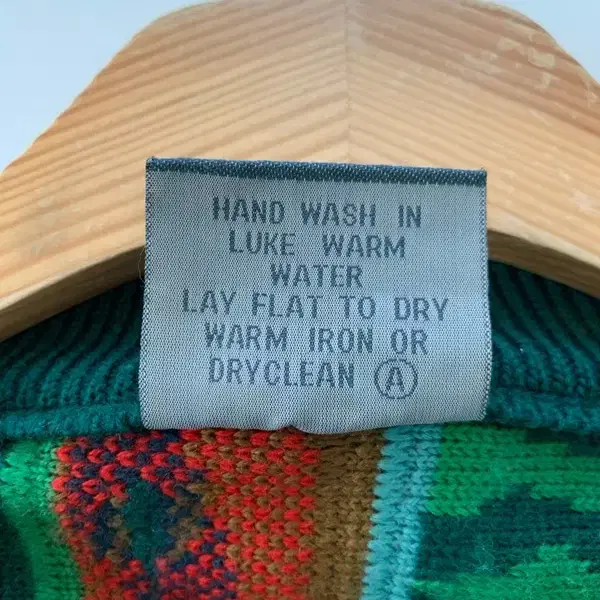 HAND WASH IN
LUKE WARM
WATER
LAY FLAT TO DRY
WARM IRON OR
DRYCLEAN Ⓐ